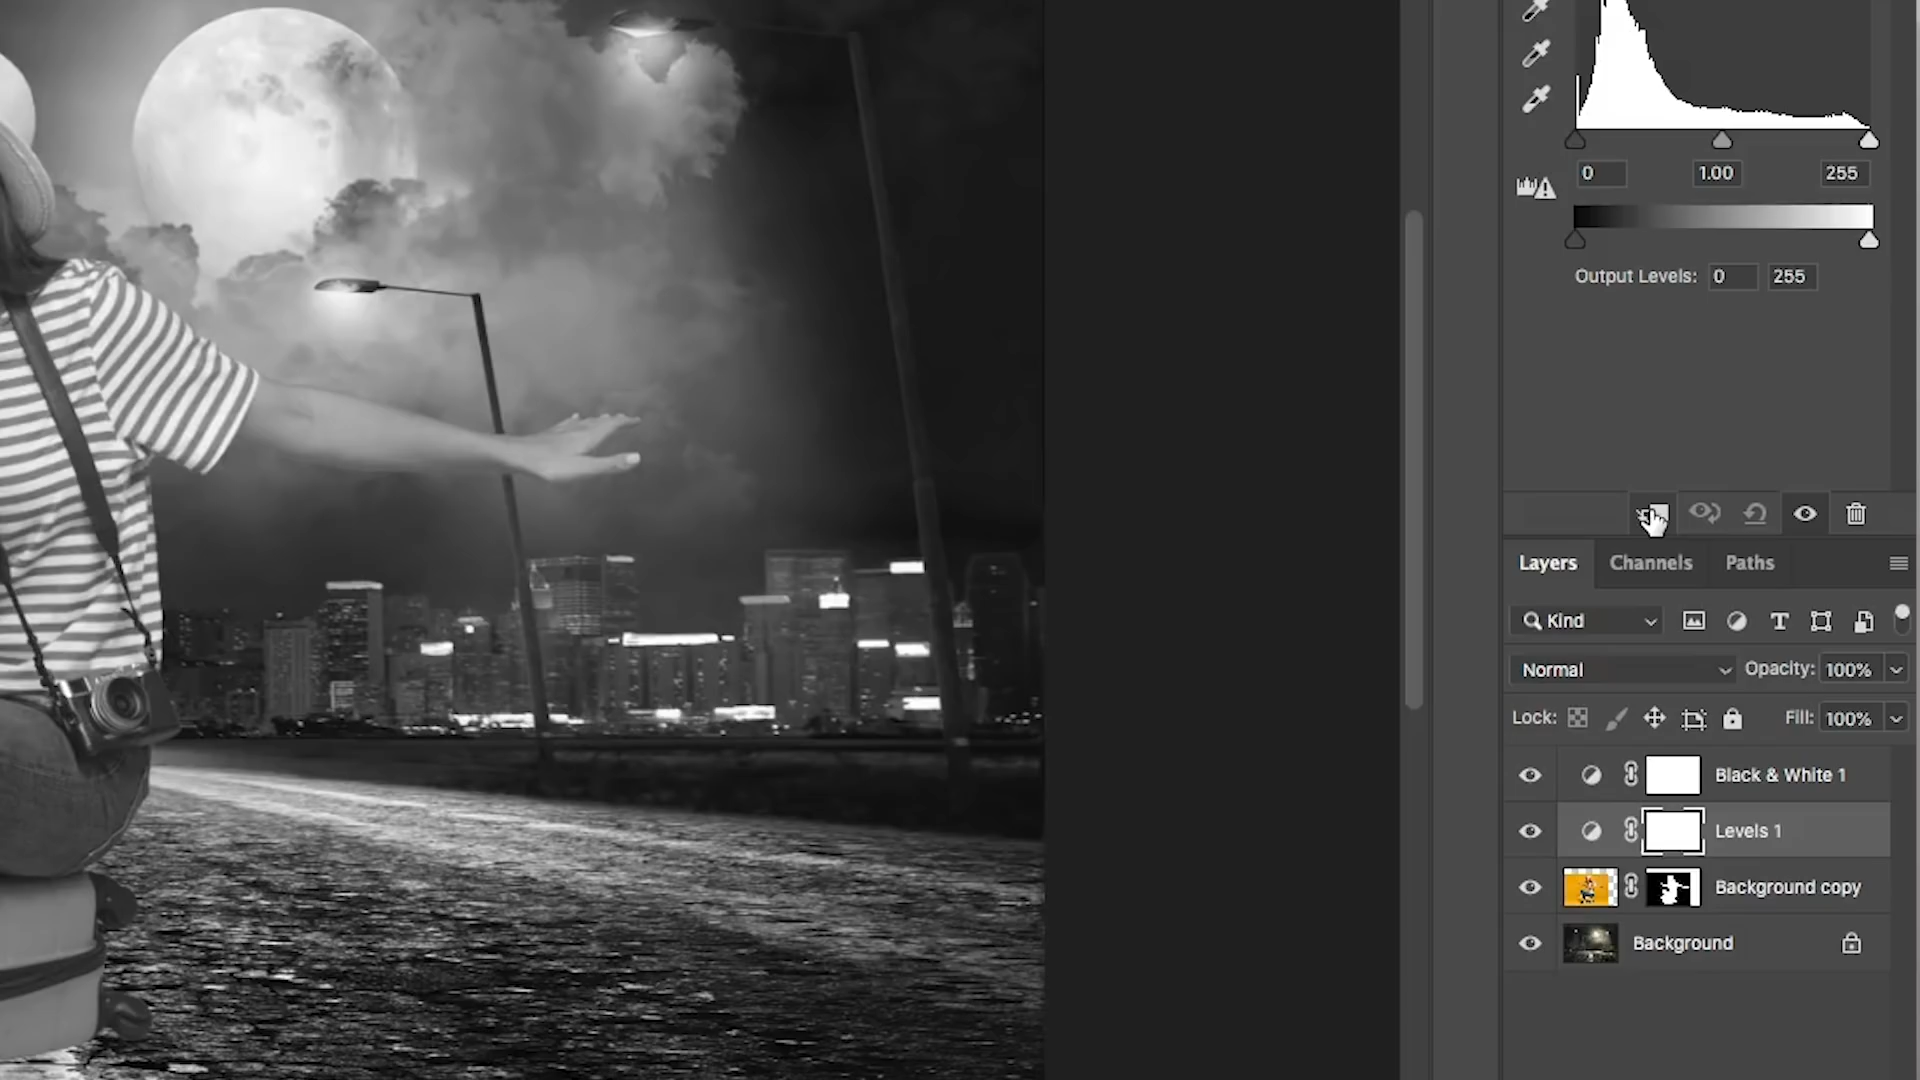 0 1.00 255
Output Levels: 0 255
Layers Channels Paths
Kind
Normal Opacity: 100%
Lock: Fill: 100%
Black & White 1
Levels 1
Background copy
Background